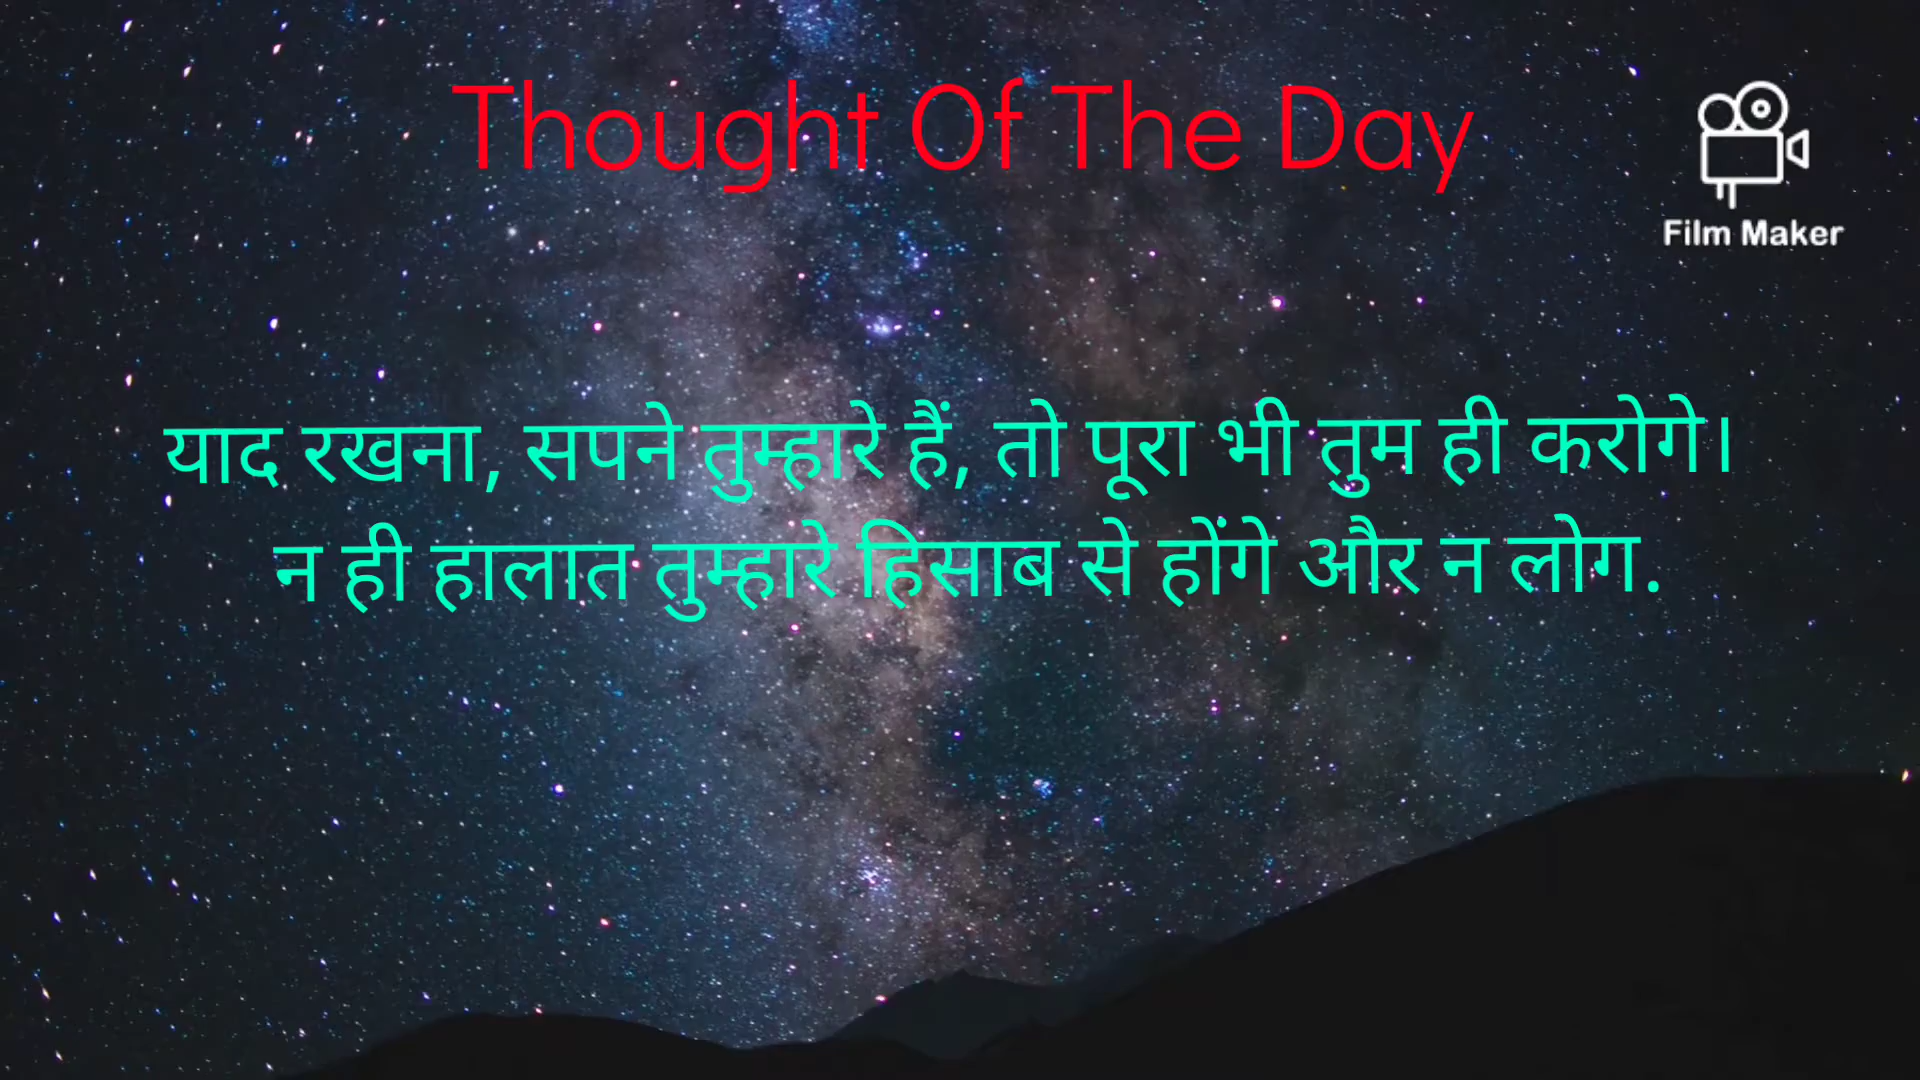 Thought Of The Day
Film Maker
याद रखना, सपने तुम्हारे हैं, तो पूरा भी तुम ही करोगे।
न ही हालात तुम्हारे हिसाब से होंगे और न लोग.